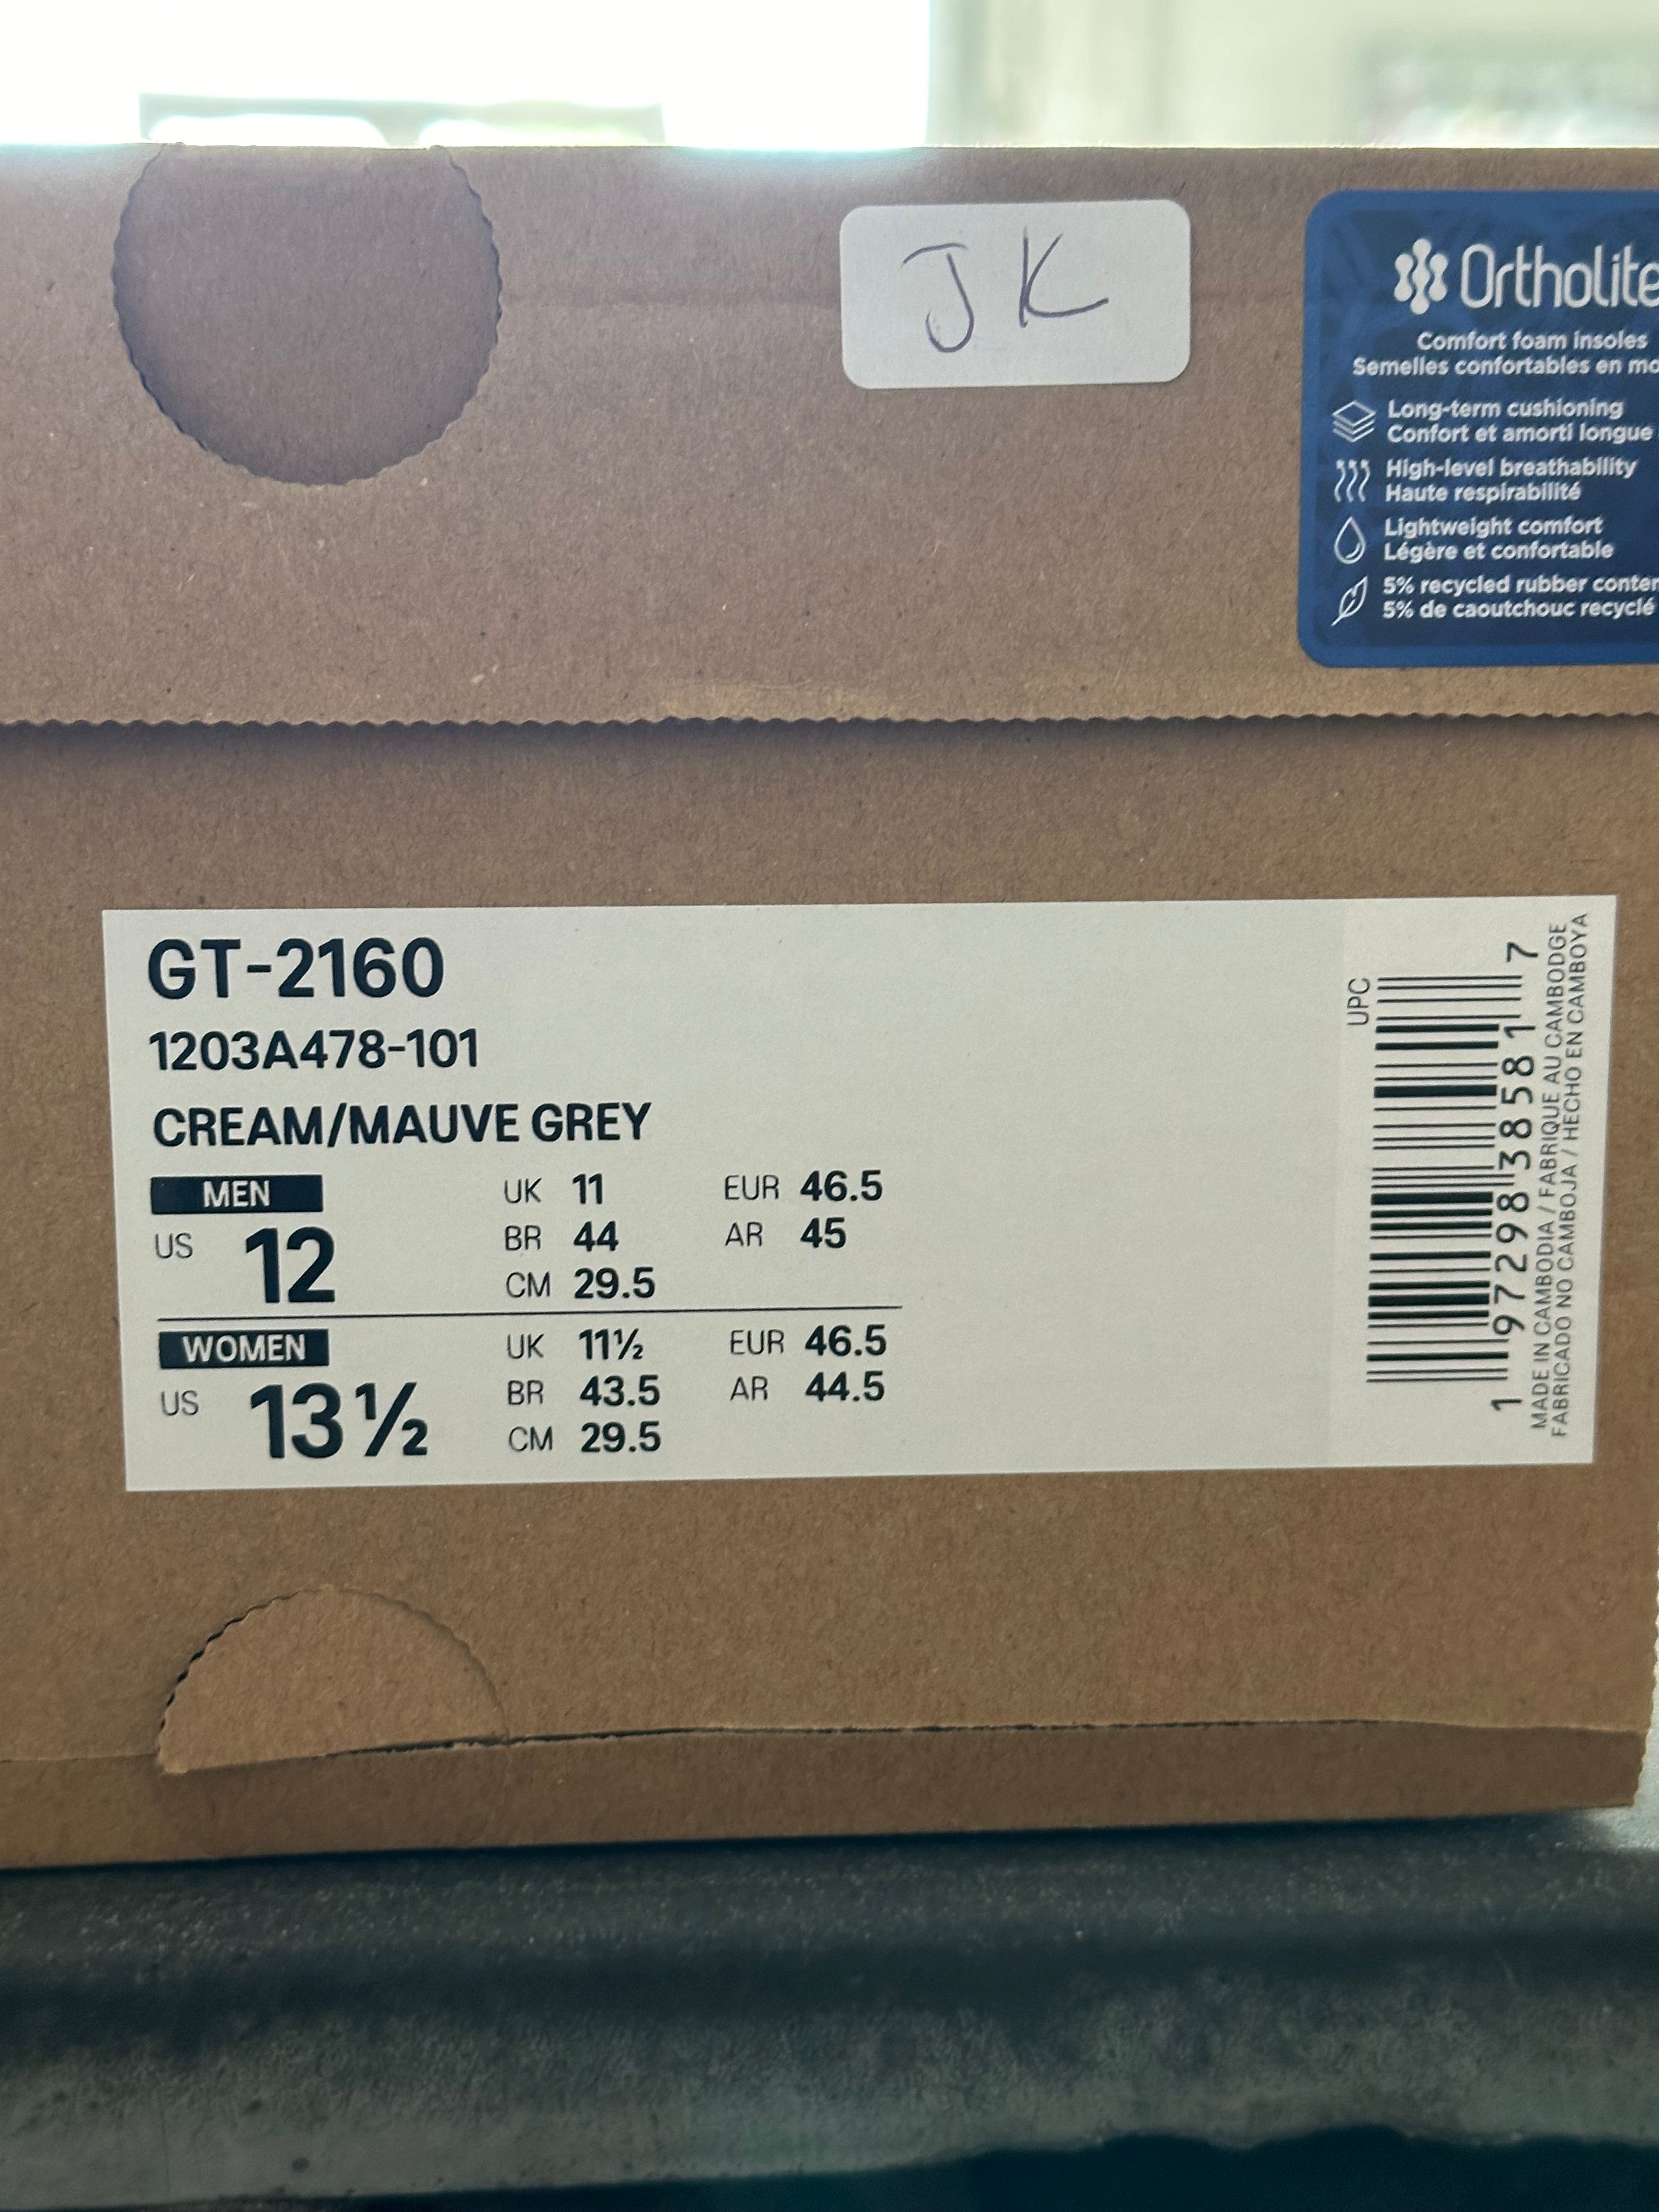 JK
Ortholite
Comfort foam insoles
Semelles confortables en
Long-term cushioning
Confort et amorti longue
High-level breathability
Haute respirabilité
Lightweight comfort
Légère et confortable
5% recycled rubber
5% de caoutchouc recyclé
GT-2160
1203A478-101
CREAM/MAUVE GREY
MEN
US 12
UK 11 EUR 46.5
BR 44 AR 45
CM 29.5
WOMEN
US 13½
UK 11½ EUR 46.5
BR 43.5 AR 44.5
CM 29.5
UPC
1 97298 38581 7
MADE IN CAMBODIA / FABRIQUE AU CAMBODGE
FABRICADO NO CAMBOJA / HECHO EN CAMBOYA